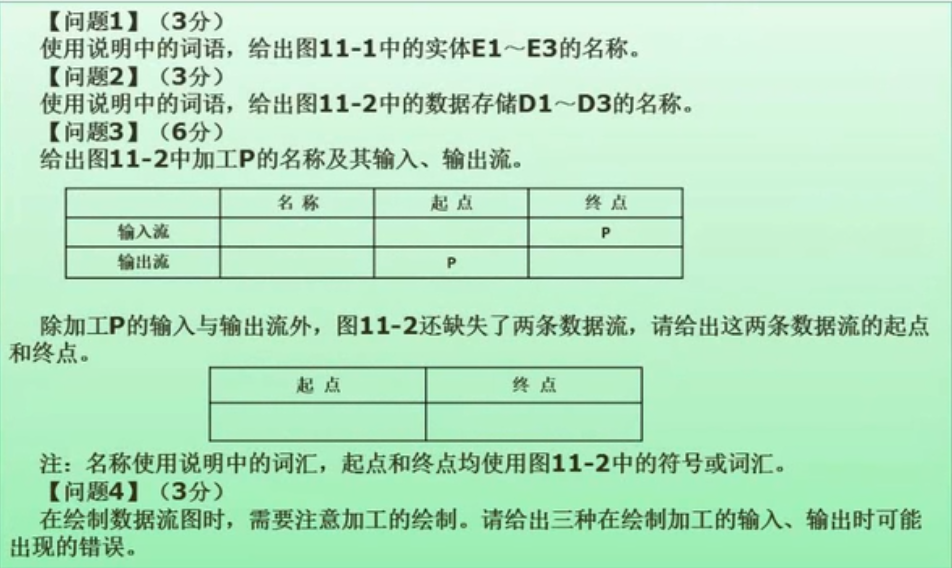 【问题1】（3分）
使用说明中的词语，给出图11-1中的实体E1～E3的名称。
【问题2】（3分）
使用说明中的词语，给出图11-2中的数据存储D1～D3的名称。
【问题3】（6分）
给出图11-2中加工P的名称及其输入、输出流。
名 称 起 点 终 点
输入流 P
输出流 P
除加工P的输入与输出流外，图11-2还缺失了两条数据流，请给出这两条数据流的起点
和终点。
起 点 终 点
注：名称使用说明中的词汇，起点和终点均使用图11-2中的符号或词汇。
【问题4】（3分）
在绘制数据流图时，需要注意加工的绘制。请给出三种在绘制加工的输入、输出时可能
出现的错误。